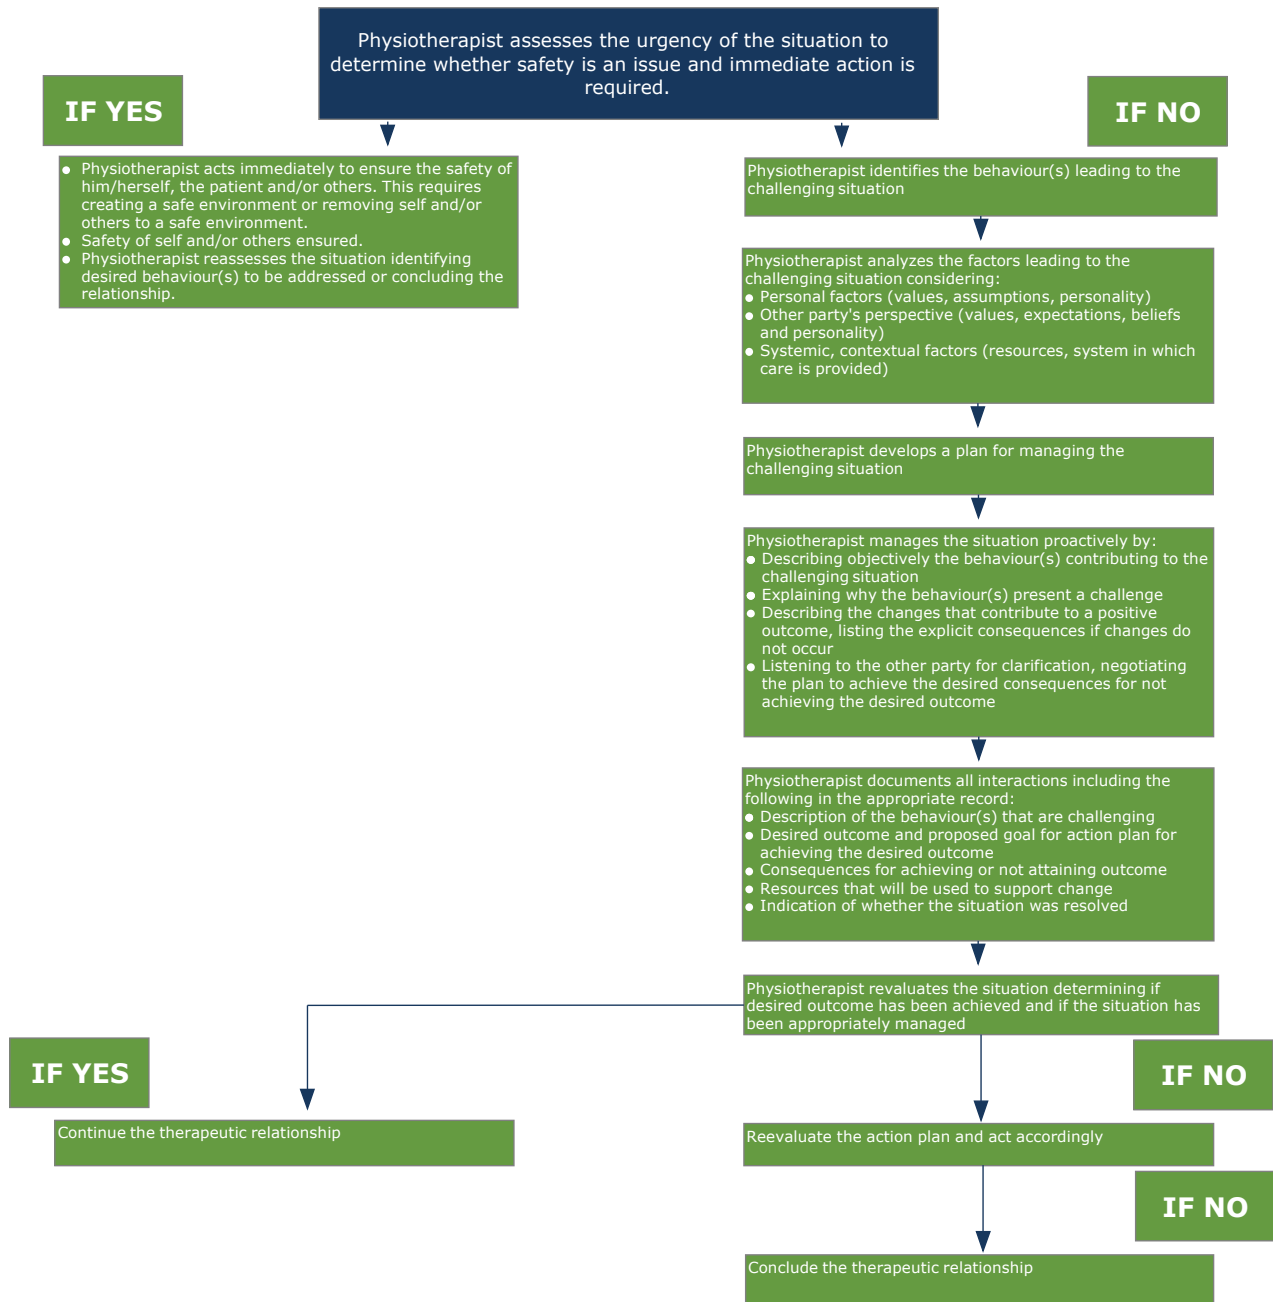 Physiotherapist assesses the urgency of the situation to
determine whether safety is an issue and immediate action is
required.
IF YES
IF NO
● Physiotherapist acts immediately to ensure the safety of
him/herself, the patient and/or others. This requires
creating a safe environment or removing self and/or
others to a safe environment.
● Safety of self and/or others ensured.
● Physiotherapist reassesses the situation identifying
desired behaviour(s) to be addressed or concluding the
relationship.
Physiotherapist identifies the behaviour(s) leading to the
challenging situation
Physiotherapist analyzes the factors leading to the
challenging situation considering:
● Personal factors (values, assumptions, personality)
● Other party's perspective (values, expectations, beliefs
and personality)
● Systemic, contextual factors (resources, system in which
care is provided)
Physiotherapist develops a plan for managing the
challenging situation
Physiotherapist manages the situation proactively by:
● Describing objectively the behaviour(s) contributing to the
challenging situation
● Explaining why the behaviour(s) present a challenge
● Describing the changes that contribute to a positive
outcome, listing the explicit consequences if changes do
not occur
● Listening to the other party for clarification, negotiating
the plan to achieve the desired consequences for not
achieving the desired outcome
Physiotherapist documents all interactions including the
following in the appropriate record:
● Description of the behaviour(s) that are challenging
● Desired outcome and proposed goal for action plan for
achieving the desired outcome
● Consequences for achieving or not attaining outcome
● Resources that will be used to support change
● Indication of whether the situation was resolved
Physiotherapist revaluates the situation determining if
desired outcome has been achieved and if the situation has
been appropriately managed
IF YES
IF NO
Continue the therapeutic relationship
Reevaluate the action plan and act accordingly
IF NO
Conclude the therapeutic relationship